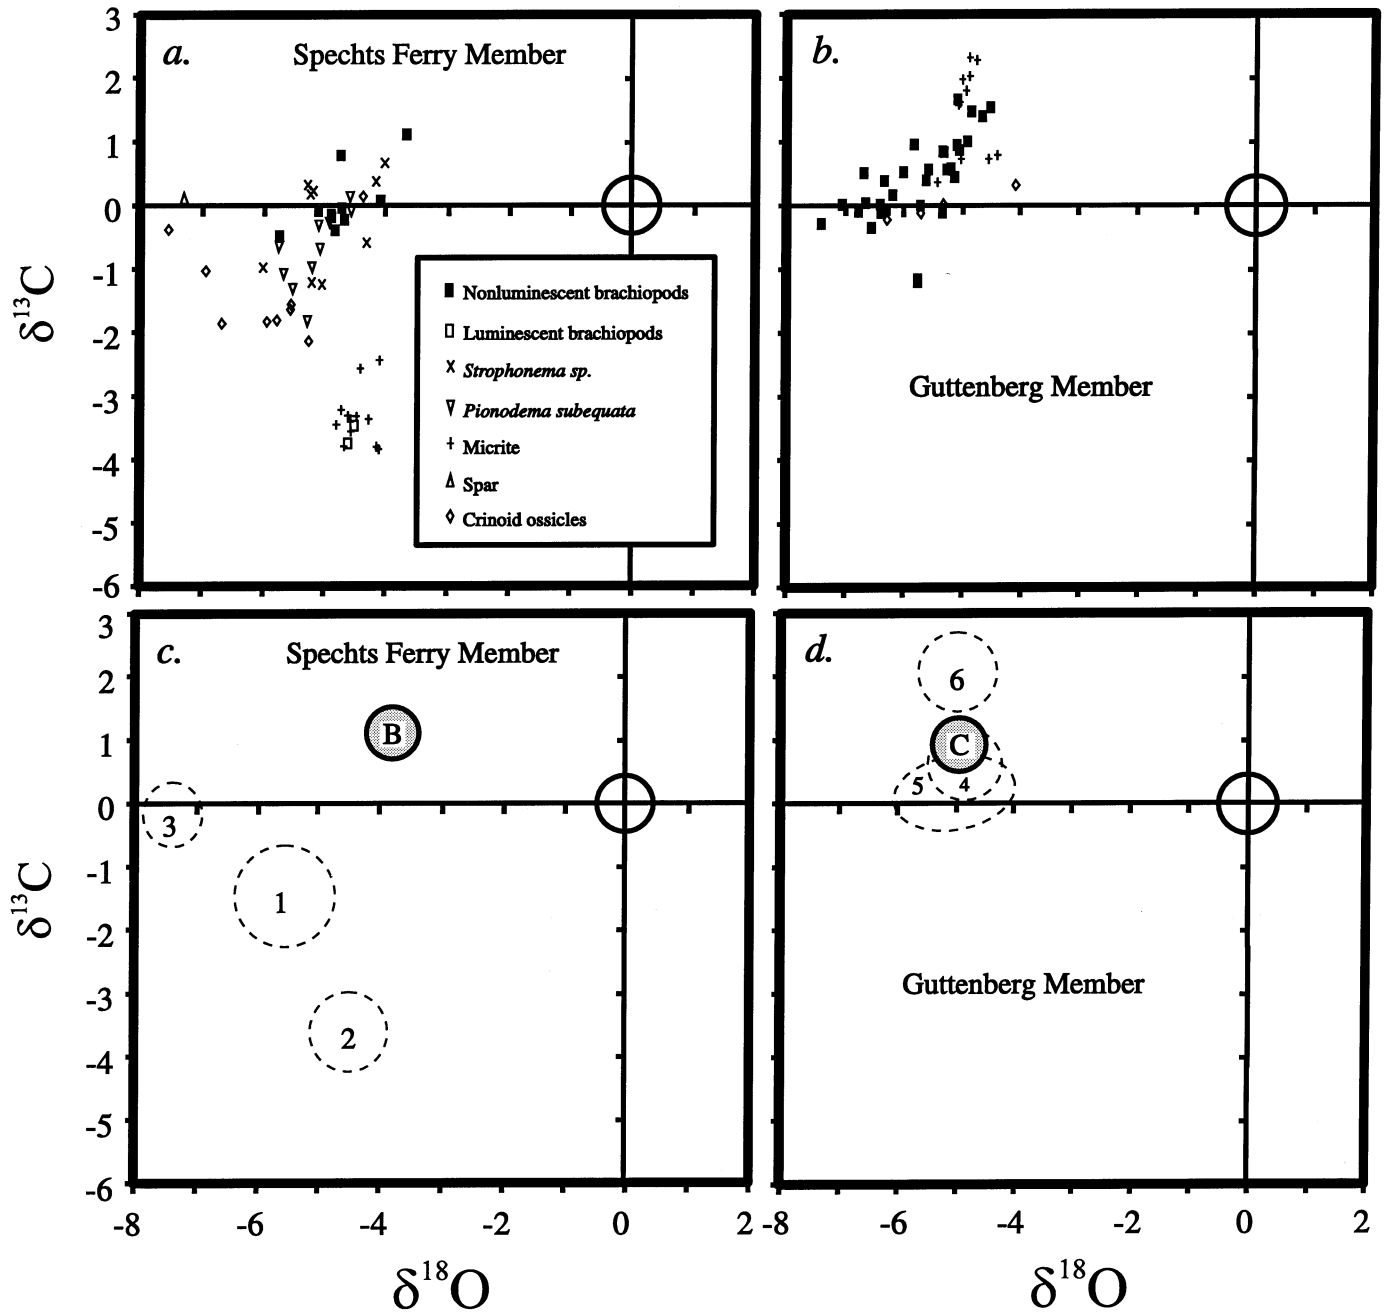 a. Spechts Ferry Member
b.
3
2
1
0
-1
-2
-3
-4
-5
-6
δ13C
Nonluminescent brachiopods
Luminescent brachiopods
Strophonema sp.
Pionodema subequata
Micrite
Spar
Crinoid ossicles
Guttenberg Member
c. Spechts Ferry Member
d.
3
2
1
0
-1
-2
-3
-4
-5
-6
δ13C
B
3
1
2
6
C
5 4
Guttenberg Member
-8 -6 -4 -2 0 2
-8 -6 -4 -2 0 2
δ18O
δ18O